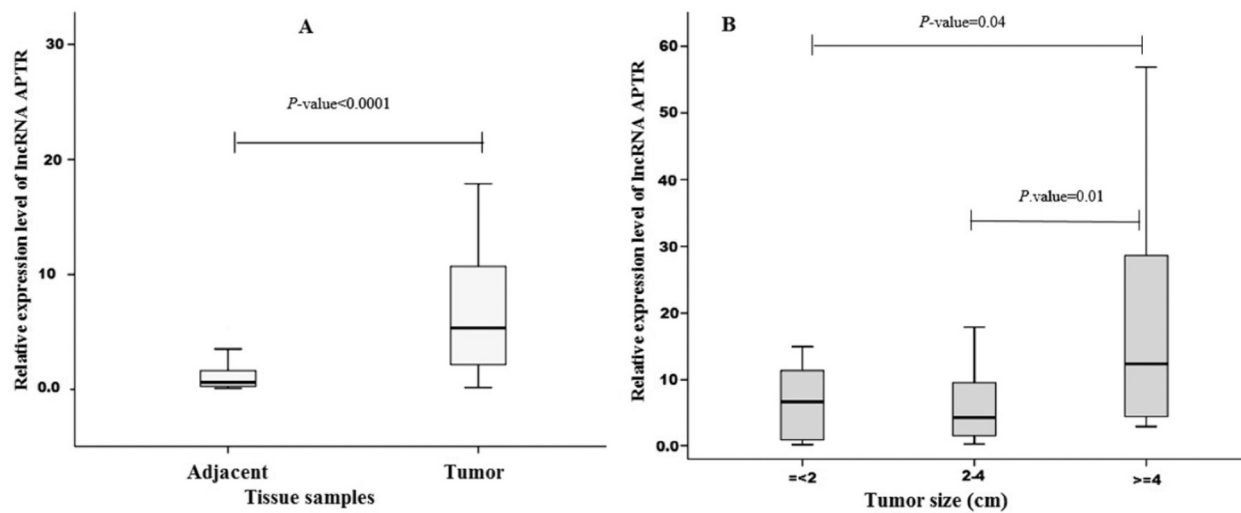 A
Relative expression level of lncRNA APTR
30
20
10
0.0
P-value<0.0001
Adjacent
Tumor
Tissue samples
B
Relative expression level of lncRNA APTR
60
50
40
30
20
10
0.0
P-value=0.04
P.value=0.01
=<2
2-4
>=4
Tumor size (cm)